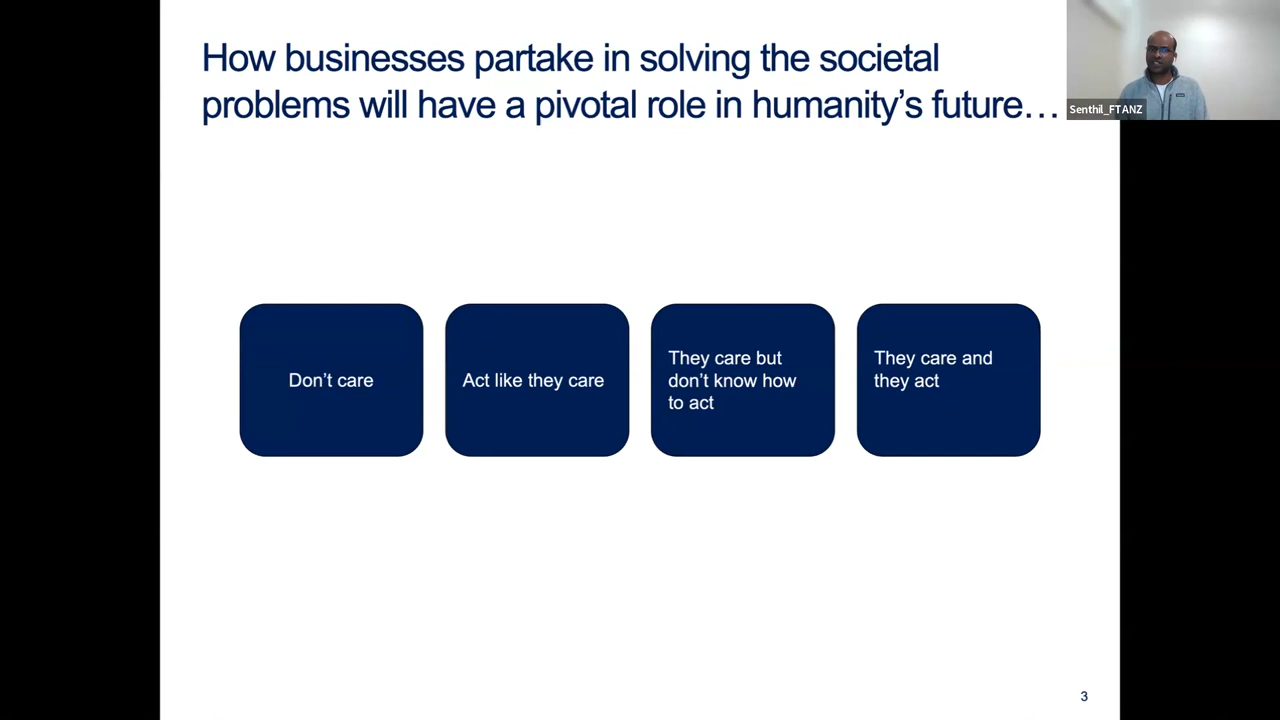 How businesses partake in solving the societal
problems will have a pivotal role in humanity’s future…
Senthil_FTANZ
Don’t care
Act like they care
They care but
don’t know how
to act
They care and
they act
3